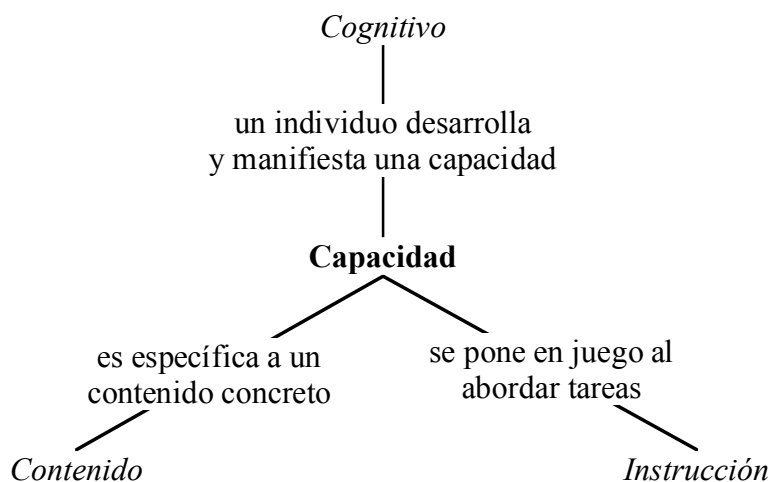 Cognitivo
un individuo desarrolla
y manifiesta una capacidad
Capacidad
es específica a un
contenido concreto
se pone en juego al
abordar tareas
Contenido
Instrucción